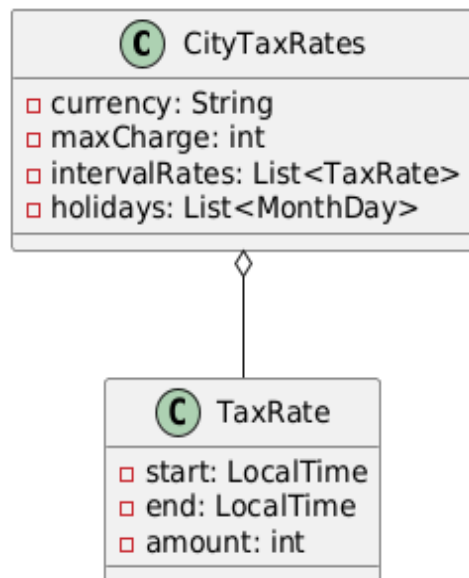 C CityTaxRates
currency: String
maxCharge: int
intervalRates: List<TaxRate>
holidays: List<MonthDay>
C TaxRate
start: LocalTime
end: LocalTime
amount: int